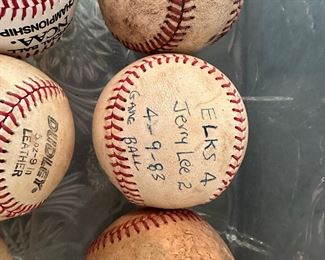 NCAA
CHAMPIONSHIP
DUDLEY
LEATHER
ELKS 4
Jerry Lee 2
4-9-83
GAME
BALL